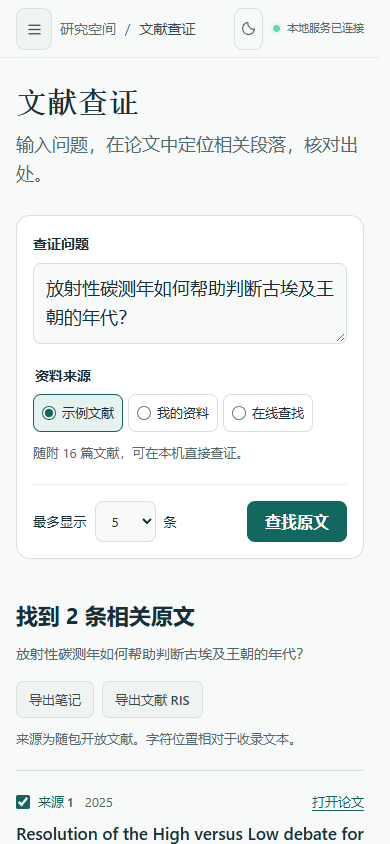 研究空间 / 文献查证
本地服务已连接
文献查证
输入问题，在论文中定位相关段落，核对出
处。
查证问题
放射性碳测年如何帮助判断古埃及王
朝的年代？
资料来源
示例文献 我的资料 在线查找
随附 16 篇文献，可在本机直接查证。
最多显示 5 条 查找原文
找到 2 条相关原文
放射性碳测年如何帮助判断古埃及王朝的年代？
导出笔记 导出文献 RIS
来源为随包开放文献。字符位置相对于收录文本。
来源 1 2025 打开论文
Resolution of the High versus Low debate for